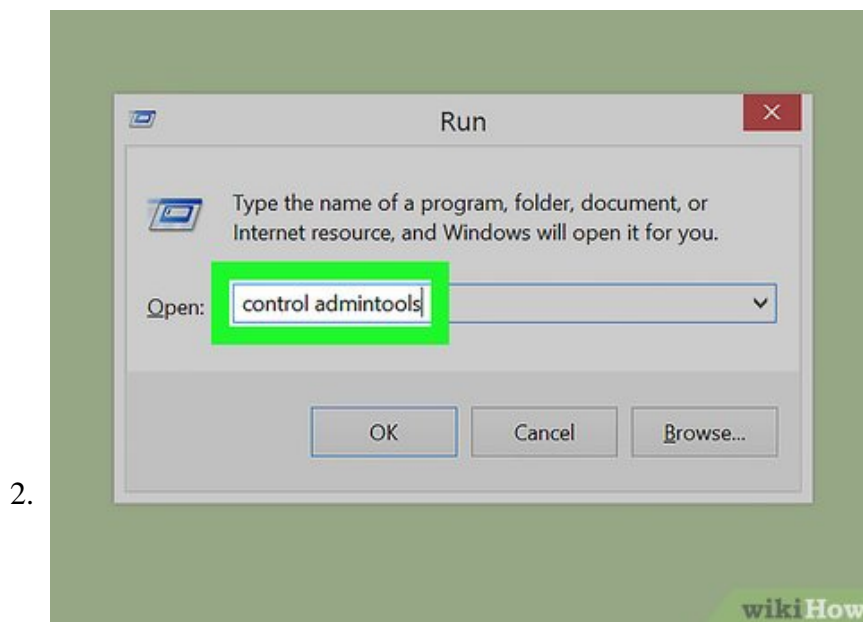 Run
Type the name of a program, folder, document, or
Internet resource, and Windows will open it for you.
Open: control admintools
OK Cancel Browse...
2.
wikiHow